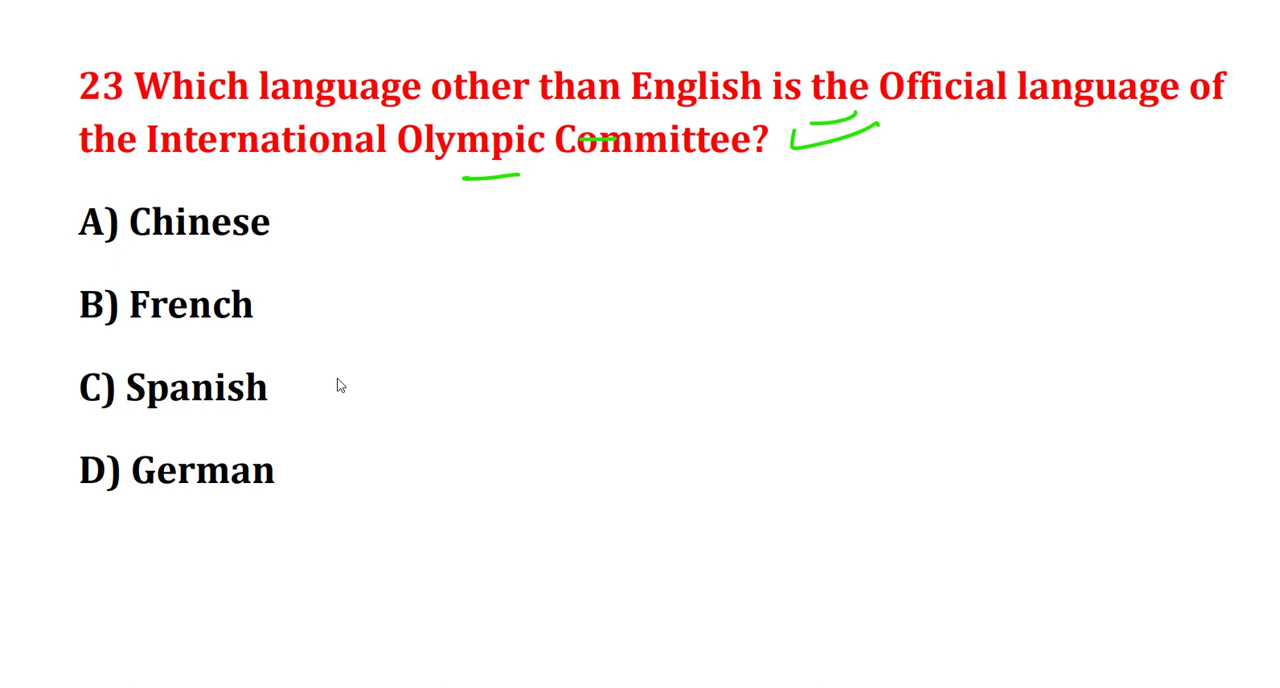 23 Which language other than English is the Official language of
the International Olympic Committee?
A) Chinese
B) French
C) Spanish
D) German